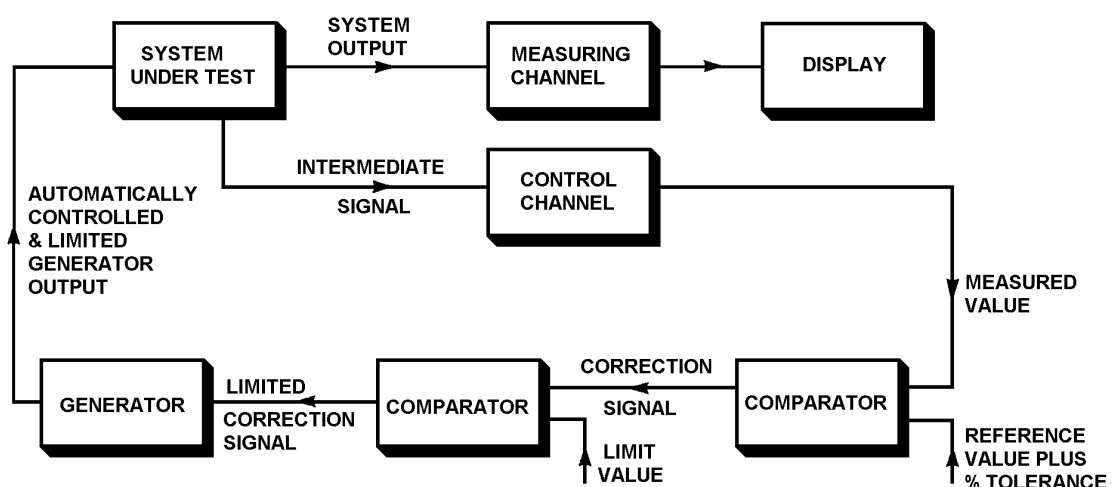 SYSTEM
UNDER TEST
SYSTEM
OUTPUT
MEASURING
CHANNEL
DISPLAY
INTERMEDIATE
SIGNAL
CONTROL
CHANNEL
AUTOMATICALLY
CONTROLLED
& LIMITED
GENERATOR
OUTPUT
MEASURED
VALUE
GENERATOR
LIMITED
CORRECTION
SIGNAL
COMPARATOR
CORRECTION
SIGNAL
COMPARATOR
LIMIT
VALUE
REFERENCE
VALUE PLUS
% TOLERANCE